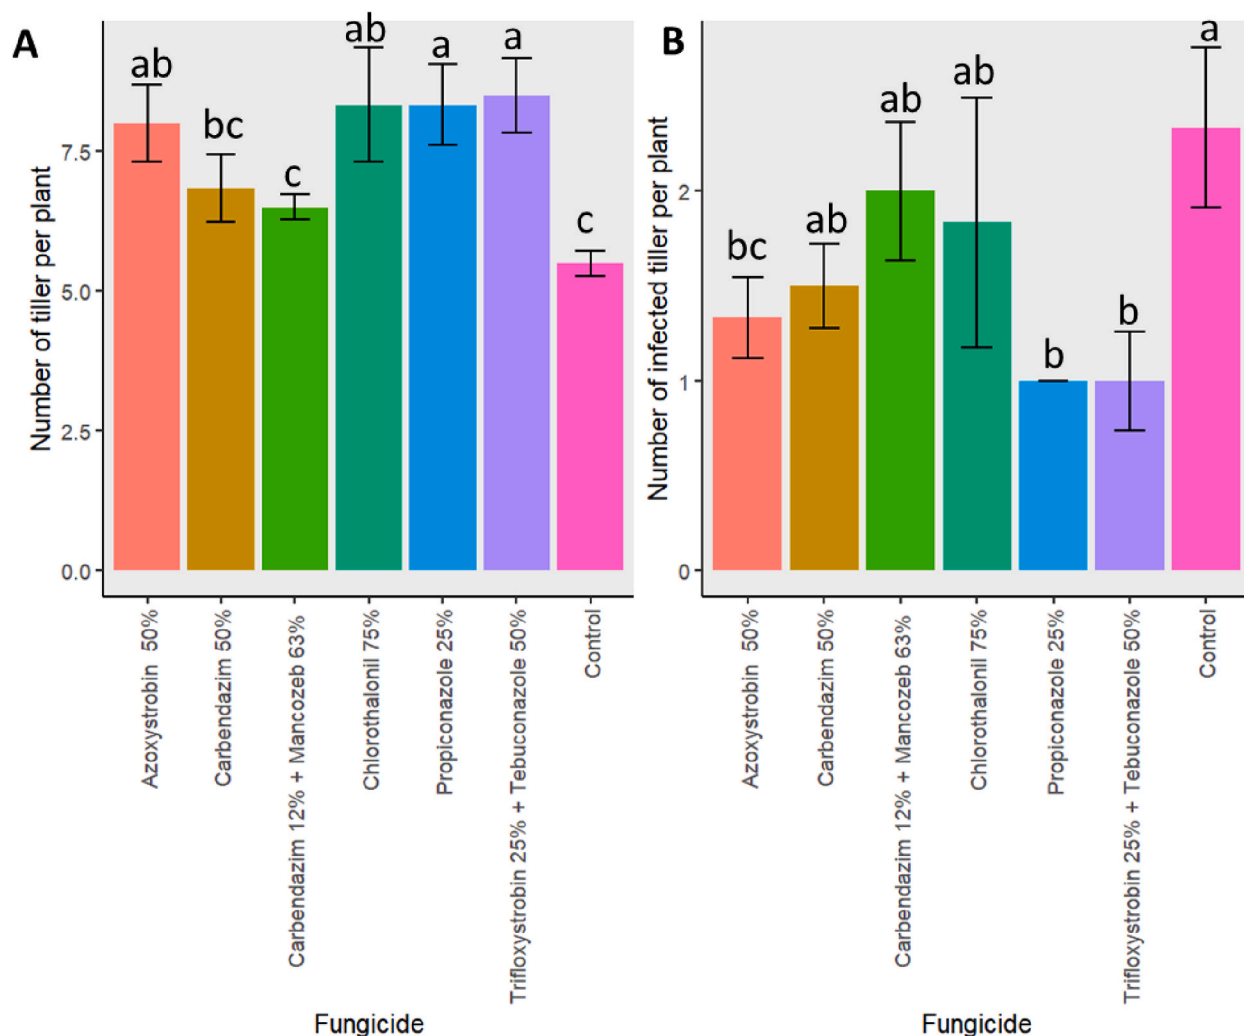 A
Number of tiller per plant
7.5
5.0
2.5
0.0
ab
bc
c
ab
a
a
c
Azoxystrobin 50%
Carbendazim 50%
Carbendazim 12% + Mancozeb 63%
Chlorothalonil 75%
Propiconazole 25%
Trifloxystrobin 25% + Tebuconazole 50%
Control
Fungicide
B
Number of infected tiller per plant
2
1
0
bc
ab
ab
ab
b
b
a
Azoxystrobin 50%
Carbendazim 50%
Carbendazim 12% + Mancozeb 63%
Chlorothalonil 75%
Propiconazole 25%
Trifloxystrobin 25% + Tebuconazole 50%
Control
Fungicide